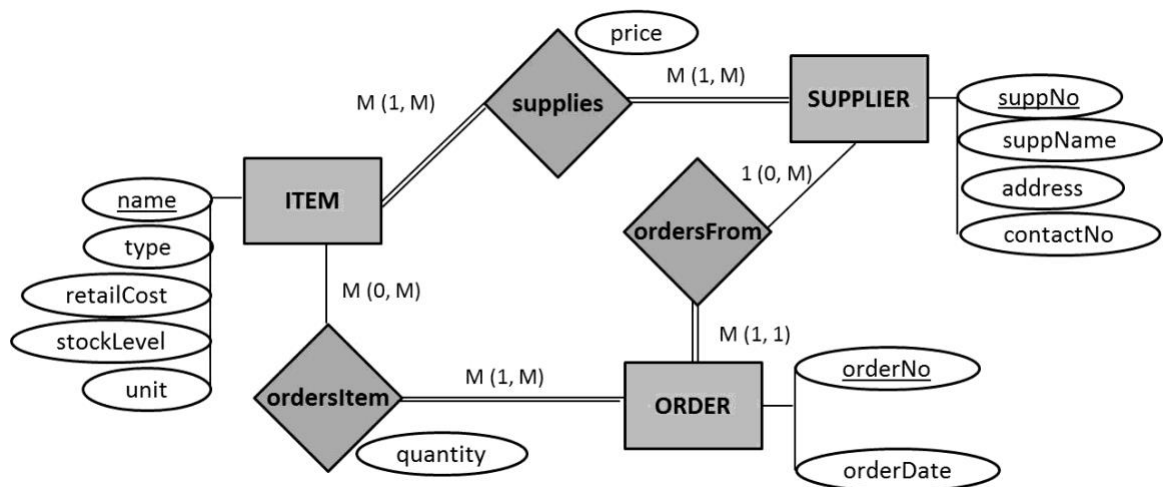 price
M (1, M)
M (1, M)
supplies
SUPPLIER
suppNo
suppName
address
contactNo
name
type
retailCost
stockLevel
unit
ITEM
1 (0, M)
ordersFrom
M (0, M)
M (1, 1)
ordersItem
M (1, M)
quantity
ORDER
orderNo
orderDate